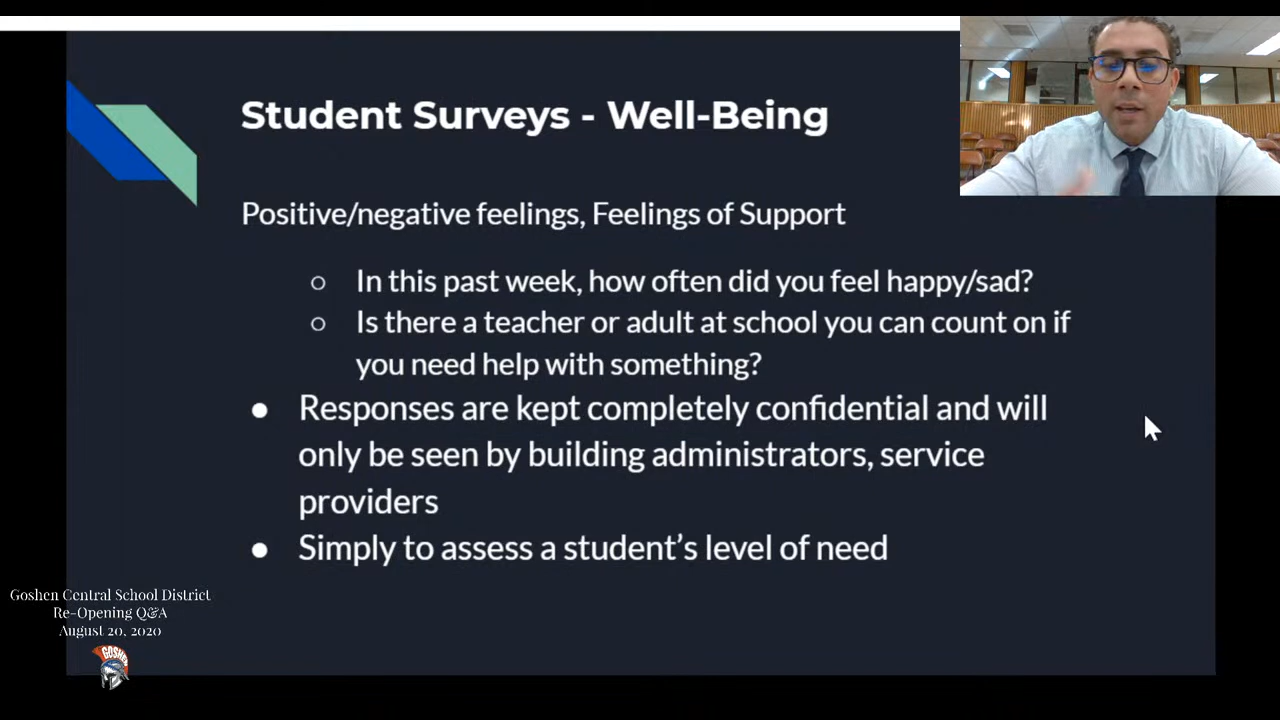 Student Surveys - Well-Being
Positive/negative feelings, Feelings of Support
○ In this past week, how often did you feel happy/sad?
○ Is there a teacher or adult at school you can count on if
you need help with something?
● Responses are kept completely confidential and will
only be seen by building administrators, service
providers
● Simply to assess a student’s level of need
Goshen Central School District
Re-Opening Q&A
August 20, 2020
GOSHEN